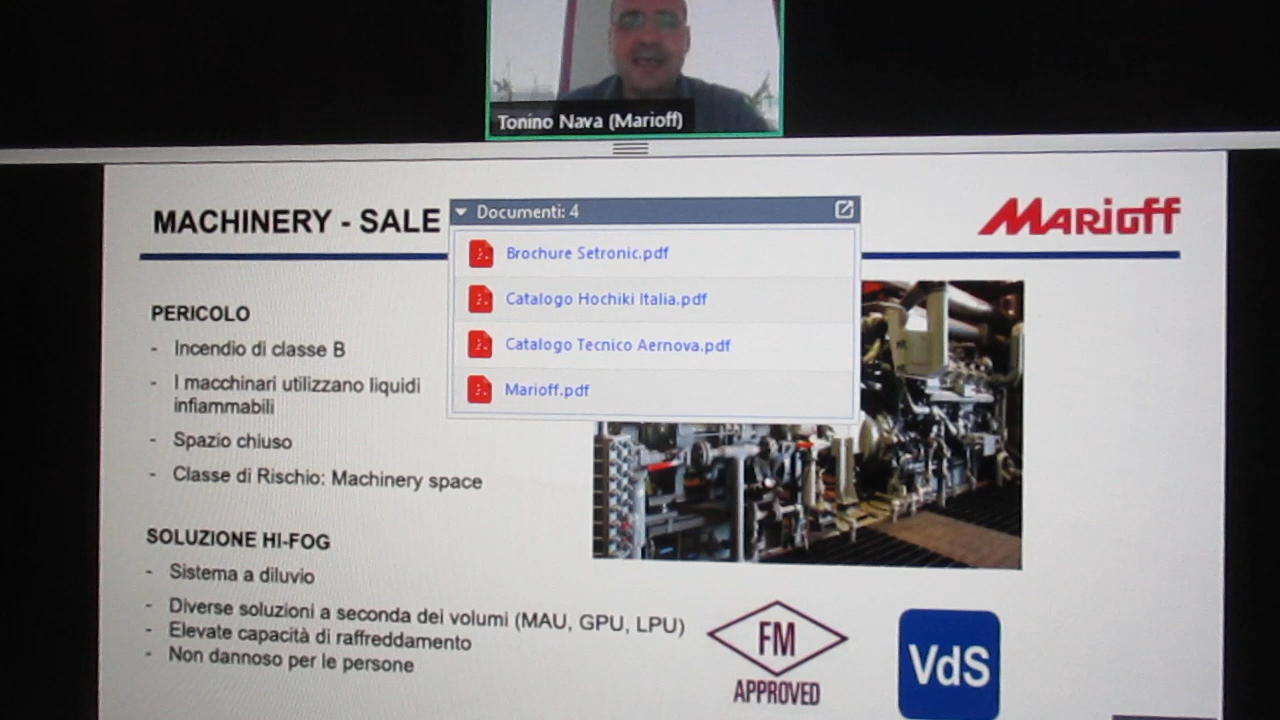 Tonino Nava (Marioff)
MACHINERY - SALE
MARIOFF
Documenti: 4
Brochure Setronic.pdf
Catalogo Hochiki Italia.pdf
Catalogo Tecnico Aernova.pdf
Marioff.pdf
PERICOLO
- Incendio di classe B
- I macchinari utilizzano liquidi
infiammabili
- Spazio chiuso
- Classe di Rischio: Machinery space
SOLUZIONE HI-FOG
- Sistema a diluvio
- Diverse soluzioni a seconda dei volumi (MAU, GPU, LPU)
- Elevate capacità di raffreddamento
- Non dannoso per le persone
FM
APPROVED
VdS